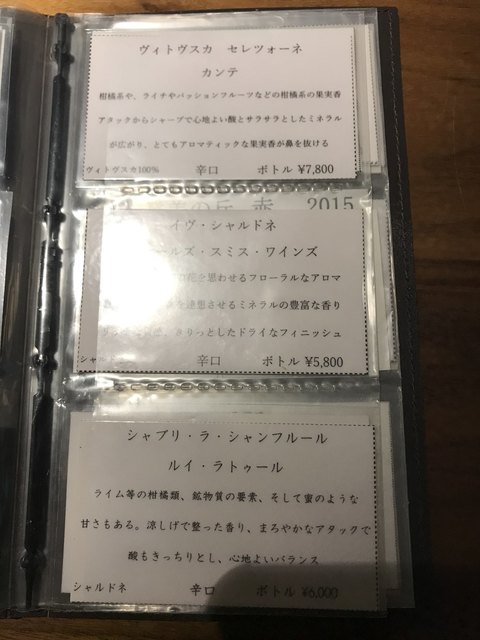 ヴィトヴスカ セレツォーネ
カンテ
柑橘系や、ライチやパッションフルーツなどの柑橘系の果実香
アタックからシャープで心地よい酸とサラサラとしたミネラル
が広がり、とてもアロマティックな果実香が鼻を抜ける
ヴィトヴスカ100% 辛口 ボトル ¥7,800
の丘 赤 2015
イヴ・シャルドネ
ールズ・スミス・ワインズ
花を思わせるフローラルなアロマ
を連想させるミネラルの豊富な香り
きりっとしたドライなフィニッシュ
シャルドネ 辛口 ボトル ¥5,800
シャブリ・ラ・シャンフルール
ルイ・ラトゥール
ライム等の柑橘類、鉱物質の要素、そして蜜のような
甘さもある。涼しげで整った香り、まろやかなアタックで
酸もきっちりとし、心地よいバランス
シャルドネ 辛口 ボトル ¥6,000